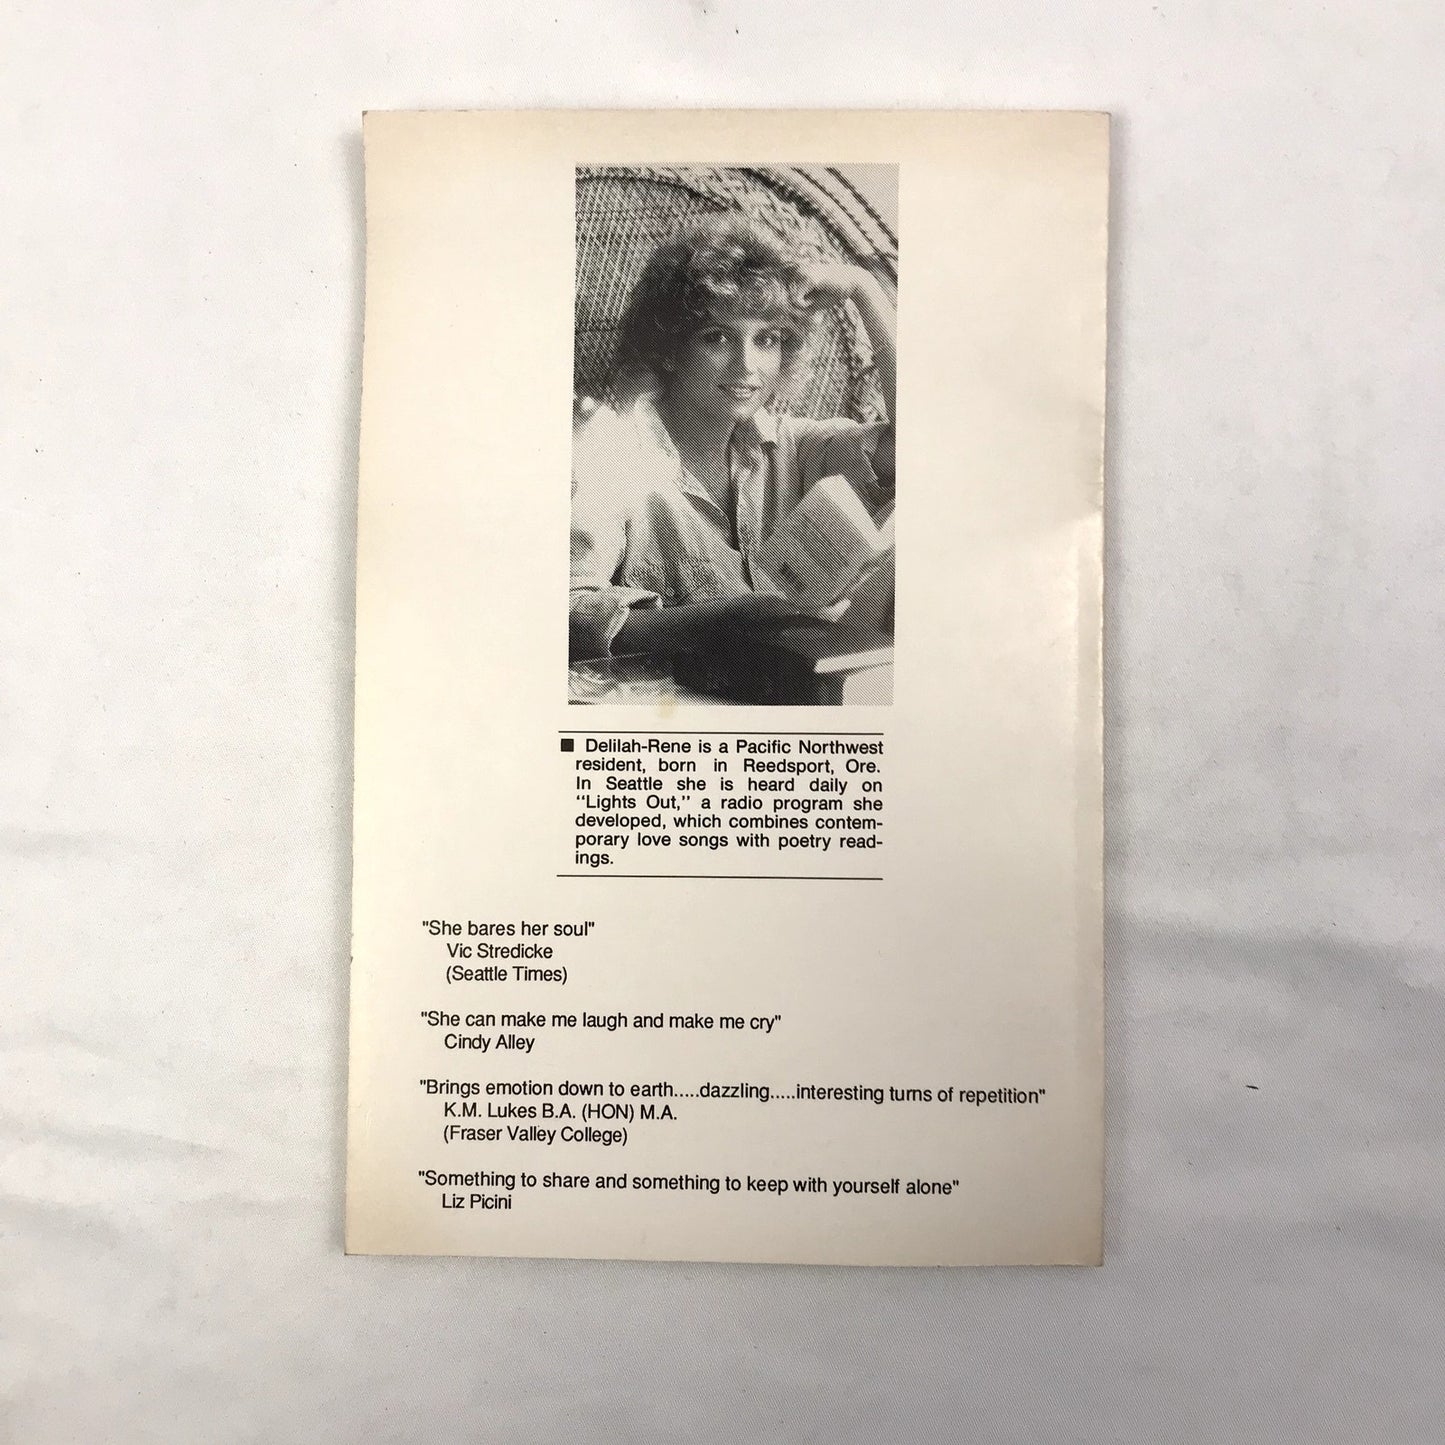 ■ Delilah-Rene is a Pacific Northwest
resident, born in Reedsport, Ore.
In Seattle she is heard daily on
“Lights Out,” a radio program she
developed, which combines contem-
porary love songs with poetry read-
ings.
"She bares her soul"
Vic Stredicke
(Seattle Times)
"She can make me laugh and make me cry"
Cindy Alley
"Brings emotion down to earth.....dazzling.....interesting turns of repetition"
K.M. Lukes B.A. (HON) M.A.
(Fraser Valley College)
"Something to share and something to keep with yourself alone"
Liz Picini